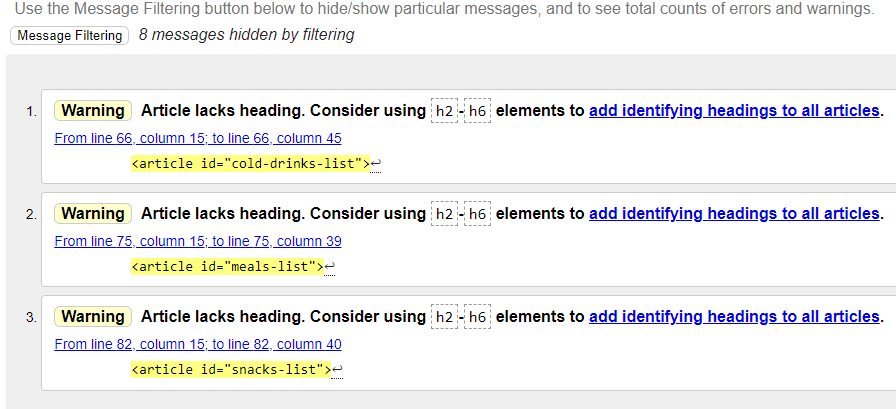 Use the Message Filtering button below to hide/show particular messages, and to see total counts of errors and warnings.
Message Filtering 8 messages hidden by filtering
1. Warning Article lacks heading. Consider using h2-h6 elements to add identifying headings to all articles.
From line 66, column 15; to line 66, column 45
<article id="cold-drinks-list">↩
2. Warning Article lacks heading. Consider using h2-h6 elements to add identifying headings to all articles.
From line 75, column 15; to line 75, column 39
<article id="meals-list">↩
3. Warning Article lacks heading. Consider using h2-h6 elements to add identifying headings to all articles.
From line 82, column 15; to line 82, column 40
<article id="snacks-list">↩